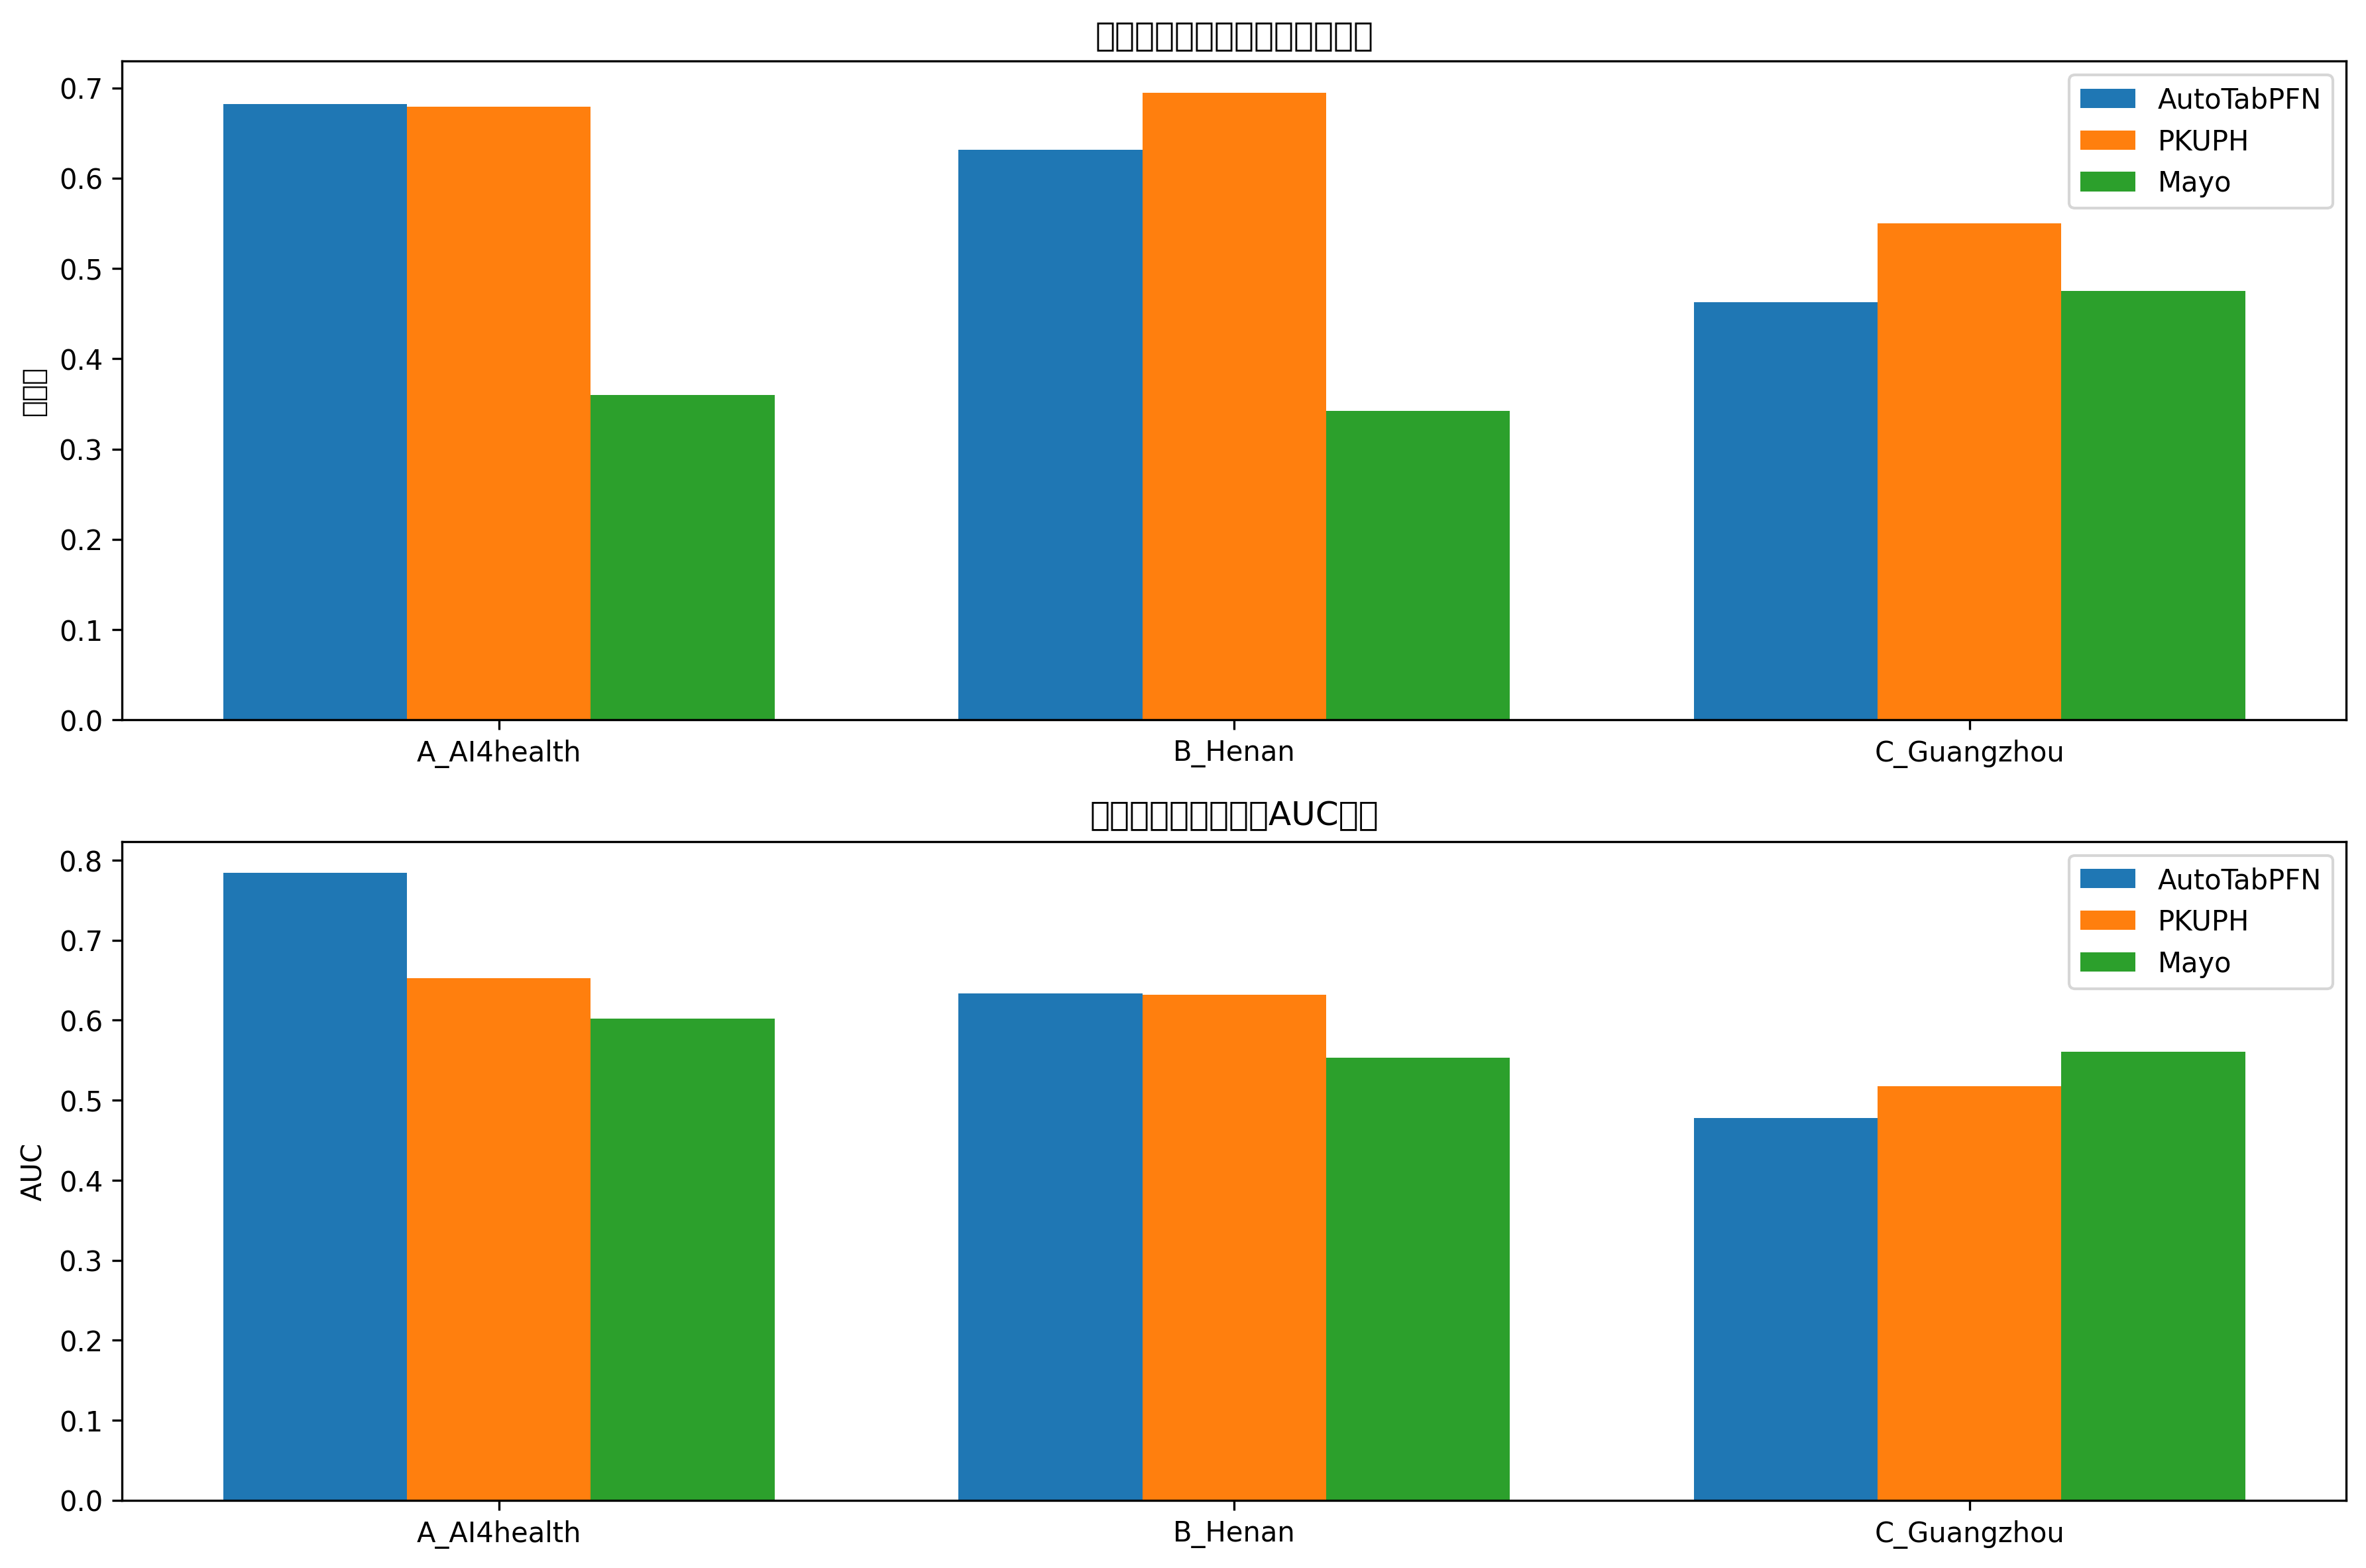 0.7
0.6
0.5
0.4
0.3
0.2
0.1
0.0
AutoTabPFN
PKUPH
Mayo
A_AI4health
B_Henan
C_Guangzhou
AUC
AUC
0.8
0.7
0.6
0.5
0.4
0.3
0.2
0.1
0.0
AutoTabPFN
PKUPH
Mayo
A_AI4health
B_Henan
C_Guangzhou